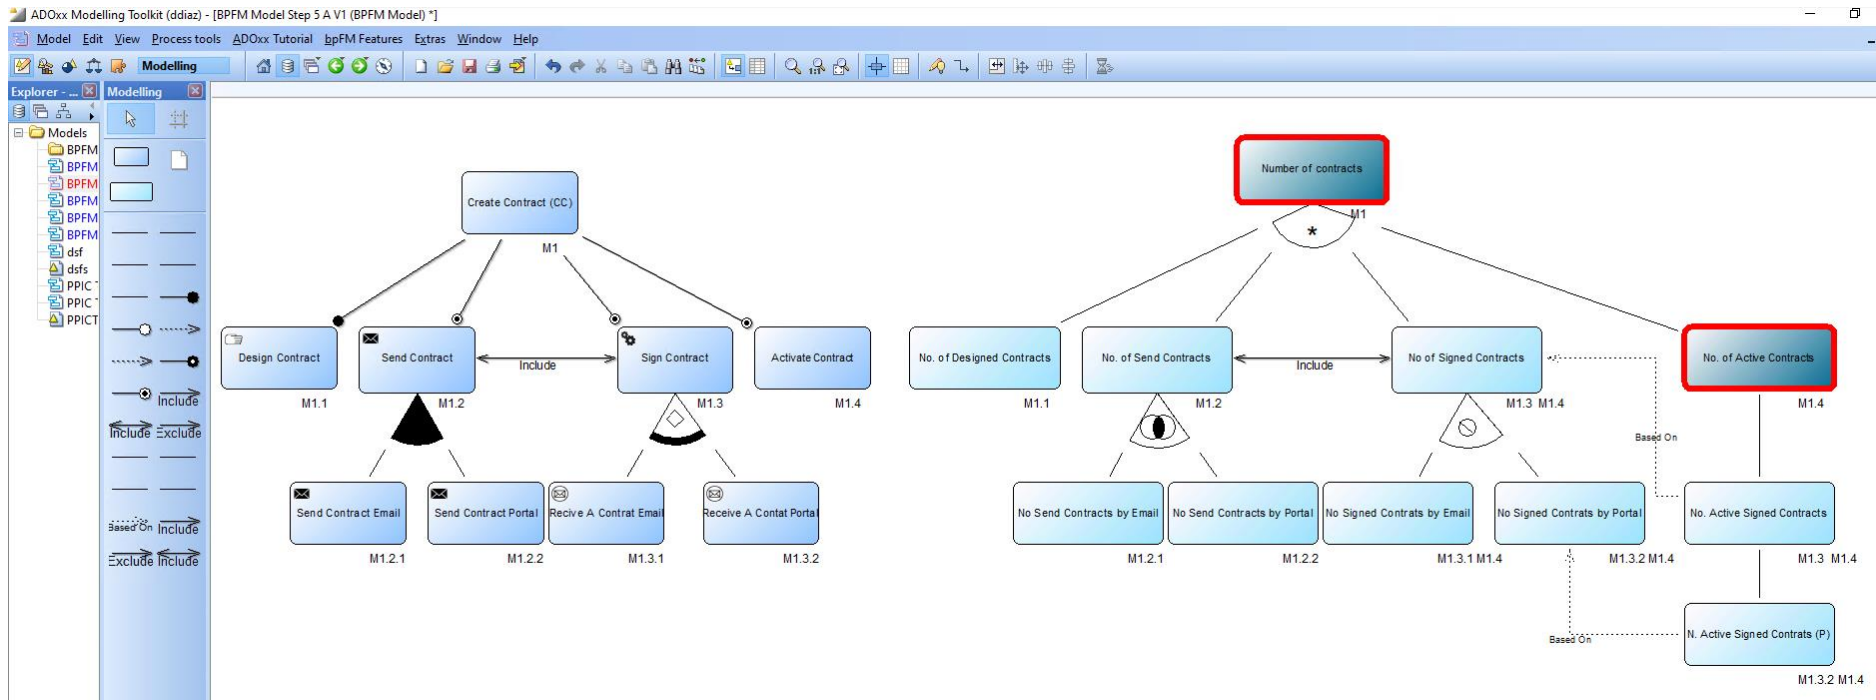 ADOxx Modelling Toolkit (ddiaz) - [BPFM Model Step 5 A V1 (BPFM Model) *]
Model Edit View Process tools ADOxx Tutorial bpFM Features Extras Window Help
Modelling
Explorer - ...
Modelling
Models
BPFM
BPFM
BPFM
BPFM
BPFM
BPFM
dsf
dsfs
PPIC
PPIC
PPICT
Include
Include Exclude
Based On Include
Exclude Include
Create Contract (CC)
M1
Design Contract
M1.1
Send Contract
M1.2
Include
Sign Contract
M1.3
Activate Contract
M1.4
Send Contract Email
M1.2.1
Send Contract Portal
M1.2.2
Recive A Contrat Email
M1.3.1
Receive A Contat Portal
M1.3.2
Number of contracts
M1
*
No. of Designed Contracts
M1.1
No. of Send Contracts
M1.2
Include
No of Signed Contracts
M1.3 M1.4
No. of Active Contracts
M1.4
Based On
No Send Contracts by Email
M1.2.1
No Send Contracts by Portal
M1.2.2
No Signed Contrats by Email
M1.3.1 M1.4
No Signed Contrats by Portal
M1.3.2 M1.4
No. Active Signed Contracts
M1.3 M1.4
Based On
N. Active Signed Contrats (P)
M1.3.2 M1.4